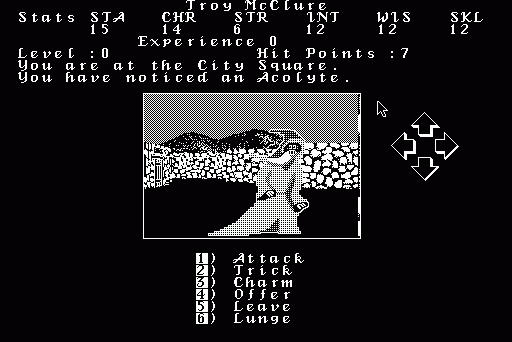 Troy McClure
Stats STA CHR STR INT WIS SKL
15 14 6 12 12 12
Experience 0
Level :0 Hit Points :7
You are at the City Square.
You have noticed an Acolyte.
1) Attack
2) Trick
3) Charm
4) Offer
5) Leave
6) Lunge